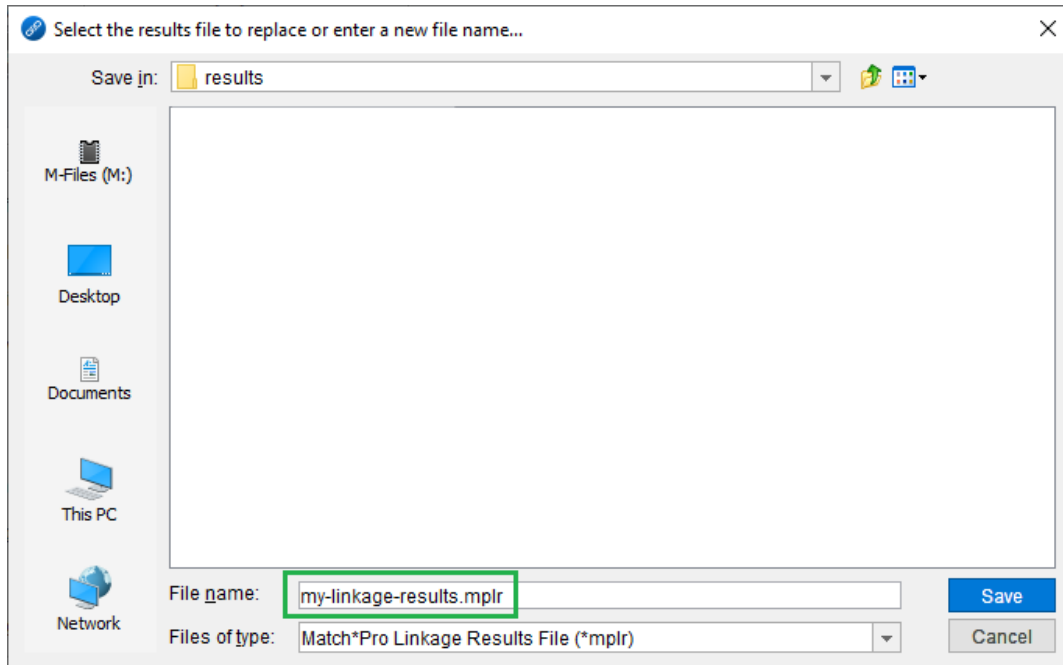 Select the results file to replace or enter a new file name...
Save in: results
M-Files (M:)
Desktop
Documents
This PC
Network
File name: my-linkage-results.mplr Save
Files of type: Match*Pro Linkage Results File (*mplr) Cancel